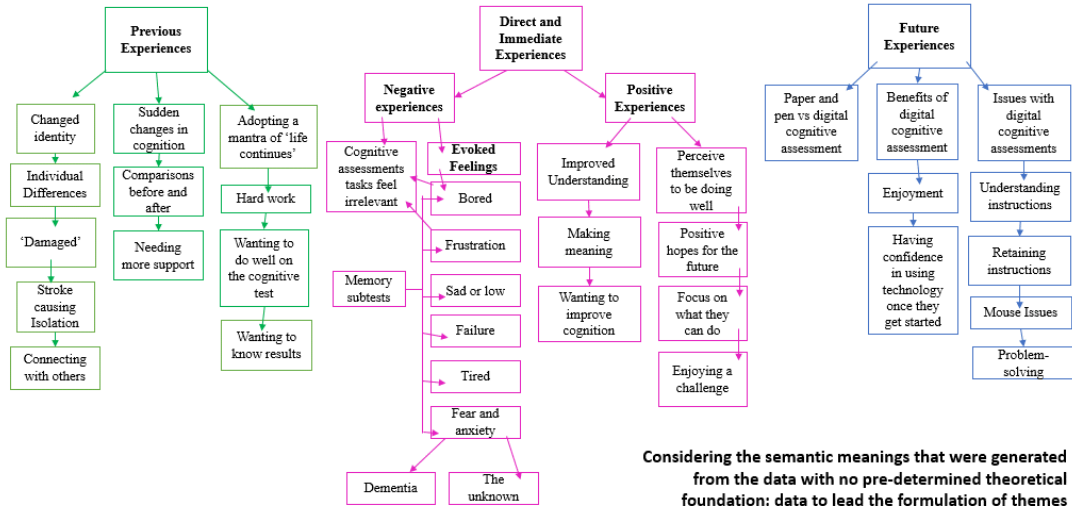 Previous
Experiences
Changed
identity
Individual
Differences
‘Damaged’
Stroke
causing
Isolation
Connecting
with others
Sudden
changes in
cognition
Comparisons
before and
after
Needing
more support
Adopting a
mantra of ‘life
continues’
Hard work
Wanting to
do well on
the cognitive
test
Wanting to
know results
Direct and
Immediate
Experiences
Negative
experiences
Cognitive
assessments
tasks feel
irrelevant
Memory
subtests
Evoked
Feelings
Bored
Frustration
Sad or low
Failure
Tired
Fear and
anxiety
Dementia
The
unknown
Positive
Experiences
Improved
Understanding
Making
meaning
Wanting to
improve
cognition
Perceive
themselves
to be doing
well
Positive
hopes for the
future
Focus on
what they
can do
Enjoying a
challenge
Future
Experiences
Paper and
pen vs digital
cognitive
assessment
Benefits of
digital
cognitive
assessment
Enjoyment
Having
confidence
in using
technology
once they
get started
Issues with
digital
cognitive
assessments
Understanding
instructions
Retaining
instructions
Mouse Issues
Problem-
solving
Considering the semantic meanings that were generated
from the data with no pre-determined theoretical
foundation: data to lead the formulation of themes